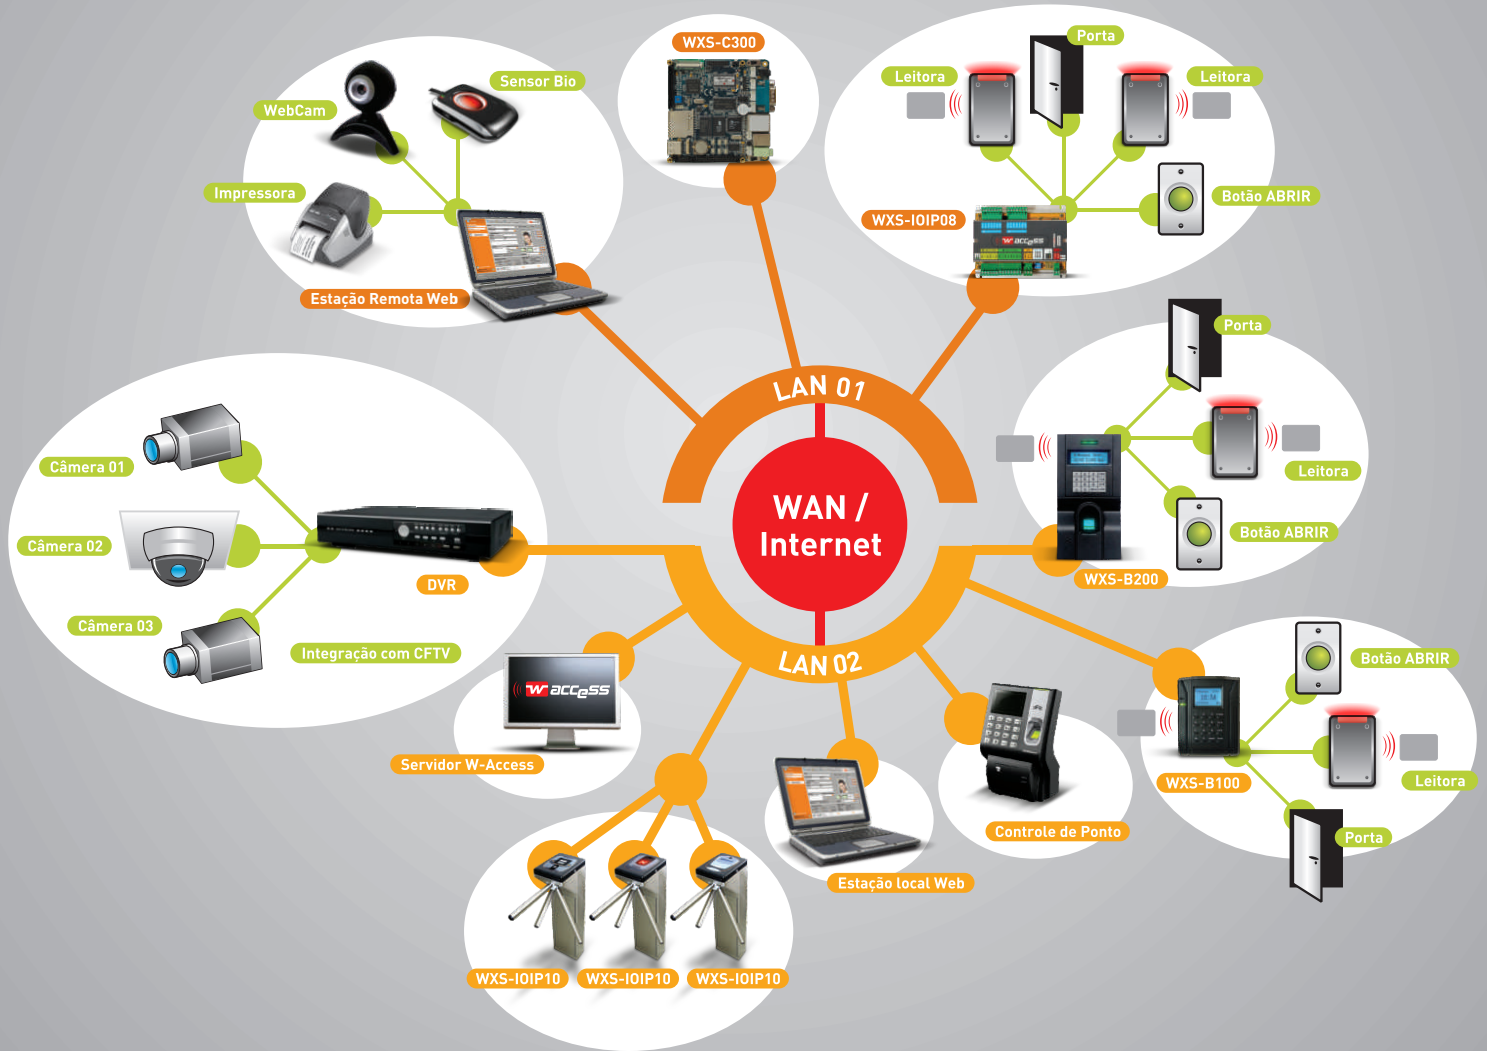 WXS-C300
Porta
Leitora
Leitora
Sensor Bio
WebCam
Impressora
Botão ABRIR
WXS-IOIP08
w access
Estação Remota Web
Porta
LAN 01
Câmera 01
Leitora
WAN /
Internet
Botão ABRIR
Câmera 02
DVR
WXS-B200
Câmera 03
Integração com CFTV
LAN 02
Botão ABRIR
w access
Servidor W-Access
WXS-B100
Leitora
Controle de Ponto
Porta
Estação local Web
WXS-IOIP10
WXS-IOIP10
WXS-IOIP10